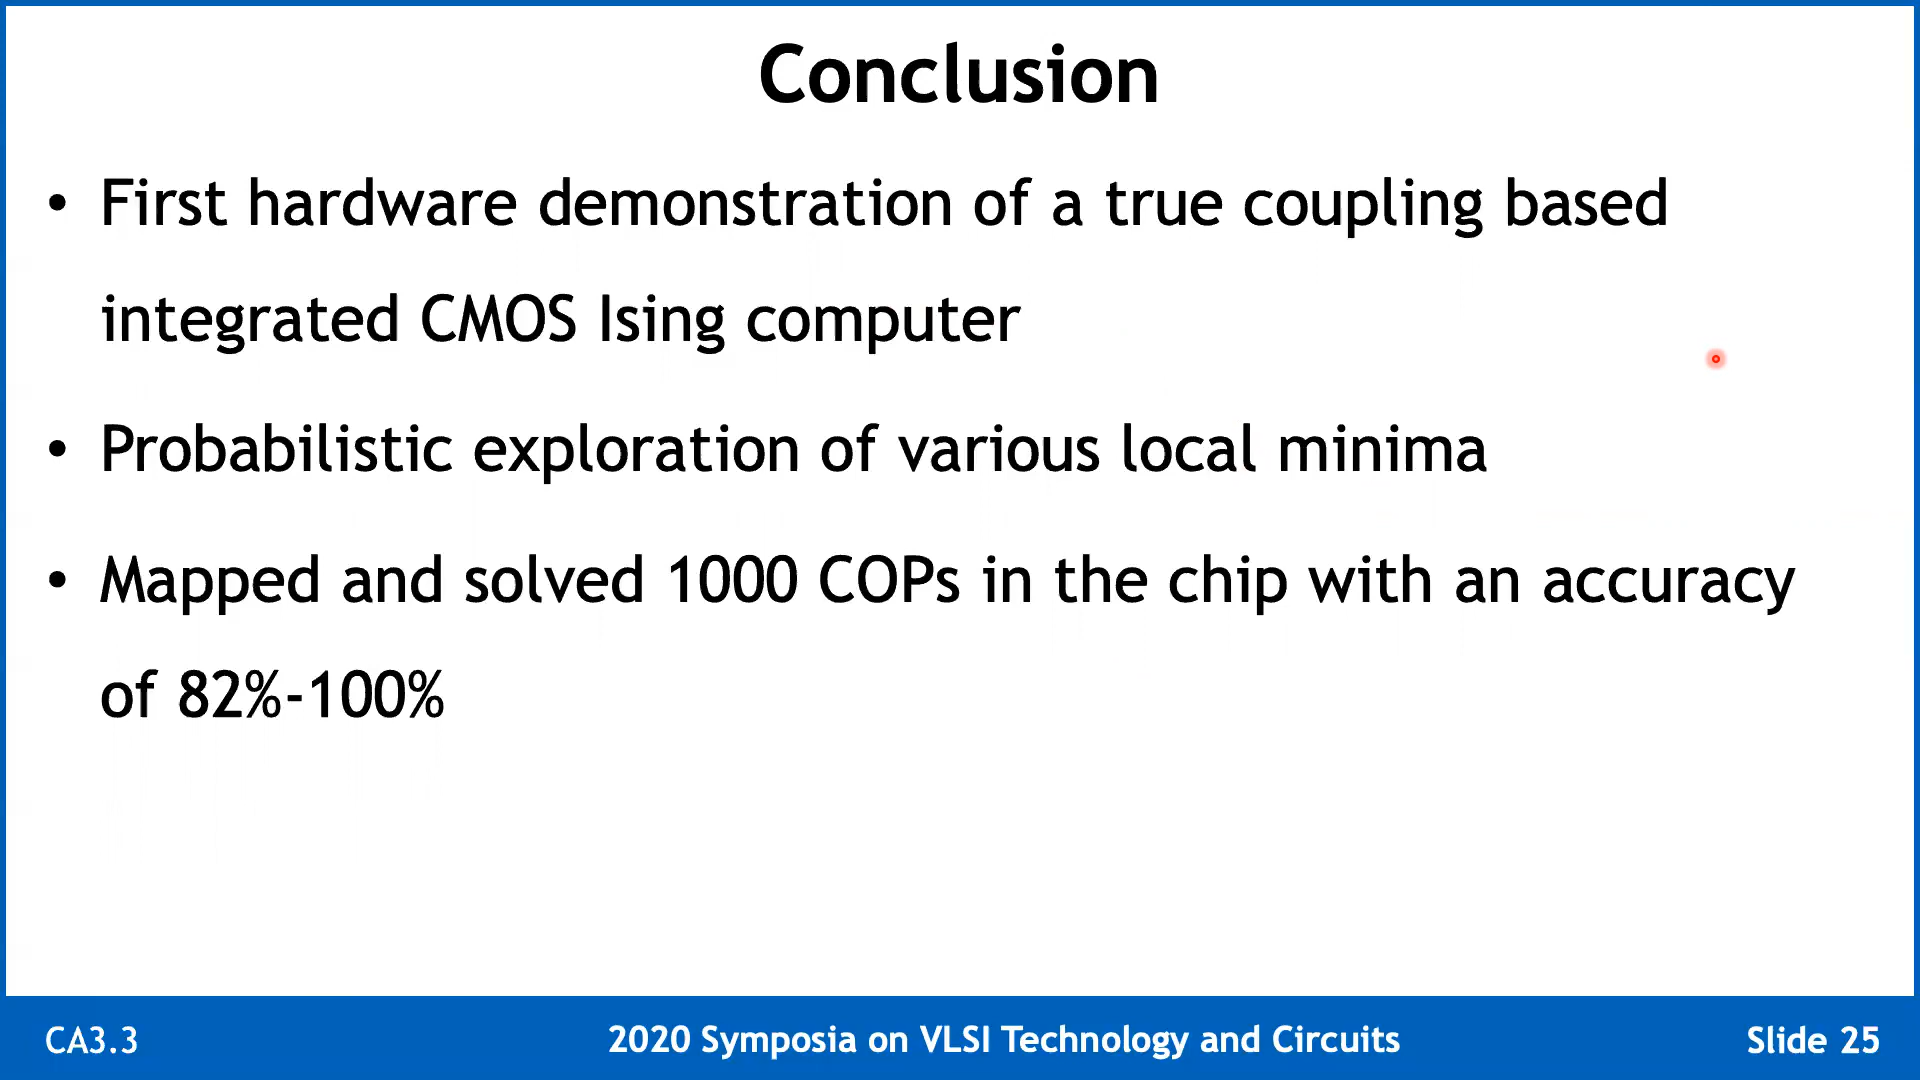 Conclusion
• First hardware demonstration of a true coupling based
integrated CMOS Ising computer
• Probabilistic exploration of various local minima
• Mapped and solved 1000 COPs in the chip with an accuracy
of 82%-100%
CA3.3
2020 Symposia on VLSI Technology and Circuits
Slide 25